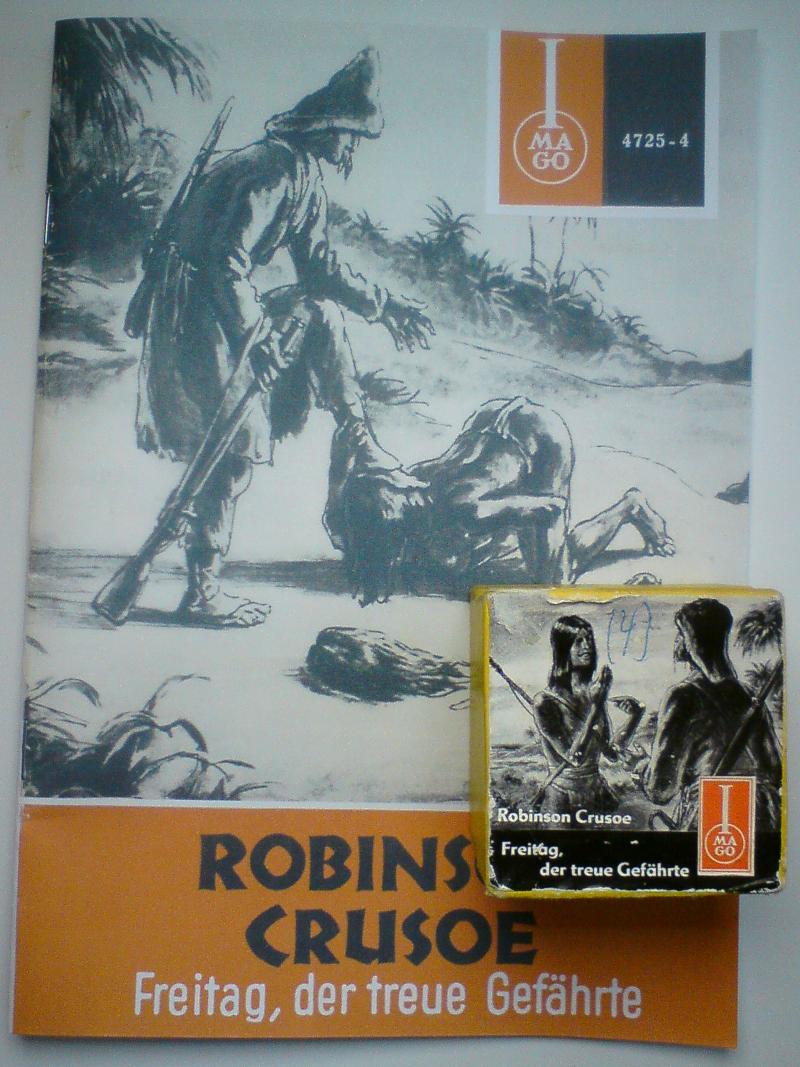 I
MA
GO
4725-4
ROBINS
CRUSOE
Freitag, der treue Gefährte
(4)
Robinson Crusoe
Freitag,
der treue Gefährte
I
MA
GO